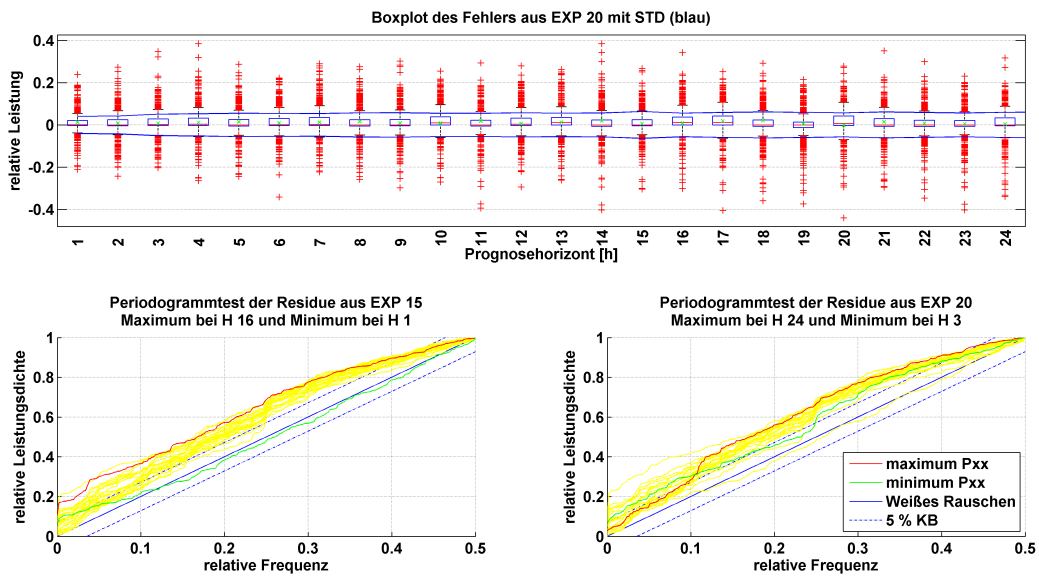 Boxplot des Fehlers aus EXP 20 mit STD (blau)
relative Leistung
0.4
0.2
0
-0.2
-0.4
1 2 3 4 5 6 7 8 9 10 11 12 13 14 15 16 17 18 19 20 21 22 23 24
Prognosehorizont [h]
Periodogrammtest der Residue aus EXP 15
Maximum bei H 16 und Minimum bei H 1
relative Leistungsdichte
1
0.8
0.6
0.4
0.2
0
0 0.1 0.2 0.3 0.4 0.5
relative Frequenz
Periodogrammtest der Residue aus EXP 20
Maximum bei H 24 und Minimum bei H 3
relative Leistungsdichte
1
0.8
0.6
0.4
0.2
0
0 0.1 0.2 0.3 0.4 0.5
relative Frequenz
maximum Pxx
minimum Pxx
Weißes Rauschen
5 % KB